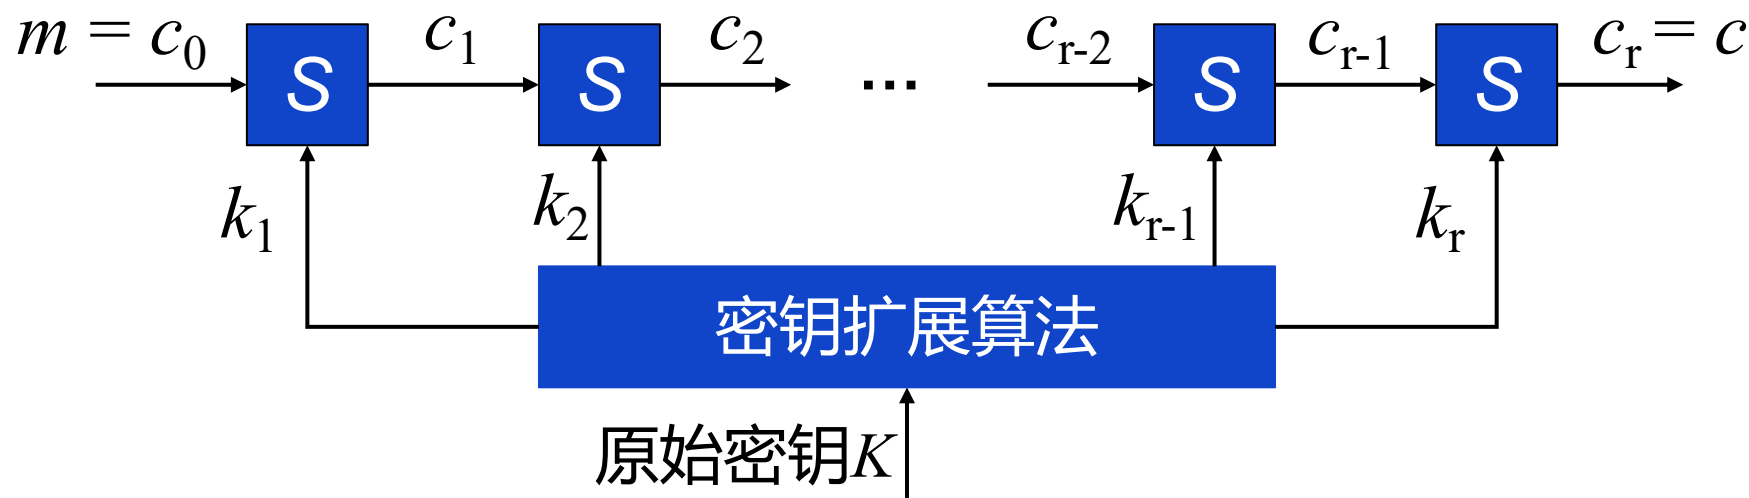 m = c₀ c₁ c₂ ... cᵣ₋₂ cᵣ₋₁ cᵣ = c
S S S S
k₁ k₂ kᵣ₋₁ kᵣ
密钥扩展算法
原始密钥K